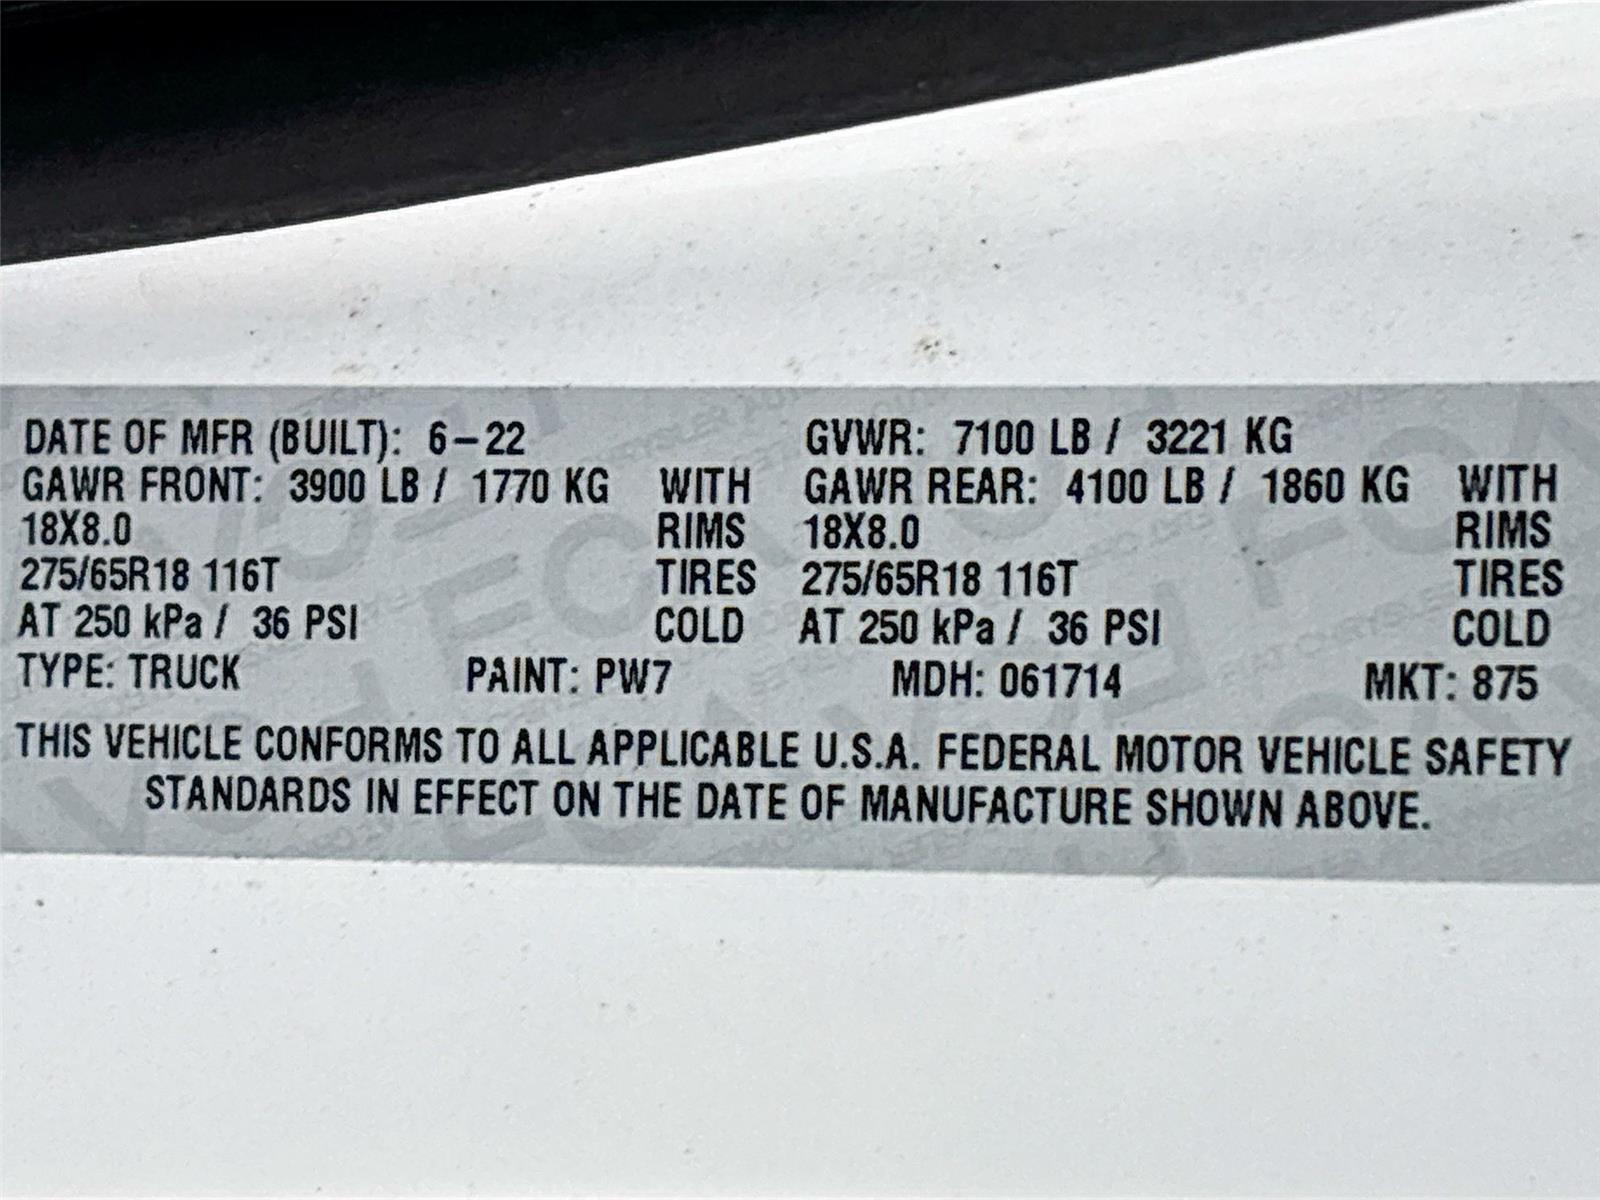 DATE OF MFR (BUILT): 6-22 GVWR: 7100 LB / 3221 KG
GAWR FRONT: 3900 LB / 1770 KG WITH GAWR REAR: 4100 LB / 1860 KG WITH
18X8.0 RIMS 18X8.0 RIMS
275/65R18 116T TIRES 275/65R18 116T TIRES
AT 250 kPa / 36 PSI COLD AT 250 kPa / 36 PSI COLD
TYPE: TRUCK PAINT: PW7 MDH: 061714 MKT: 875
THIS VEHICLE CONFORMS TO ALL APPLICABLE U.S.A. FEDERAL MOTOR VEHICLE SAFETY
STANDARDS IN EFFECT ON THE DATE OF MANUFACTURE SHOWN ABOVE.